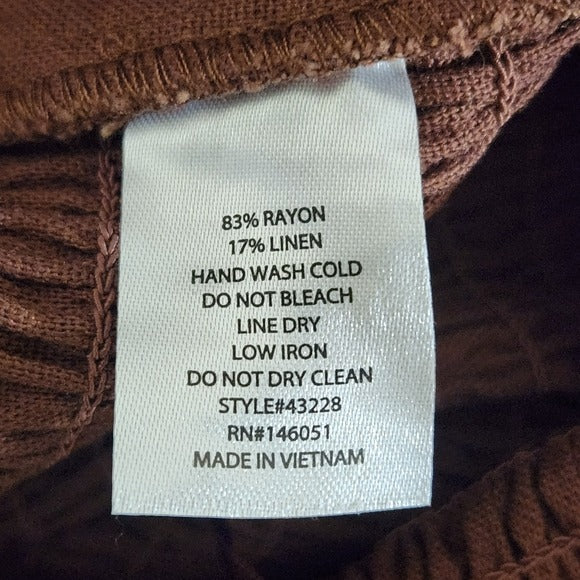 83% RAYON
17% LINEN
HAND WASH COLD
DO NOT BLEACH
LINE DRY
LOW IRON
DO NOT DRY CLEAN
STYLE#43228
RN#146051
MADE IN VIETNAM